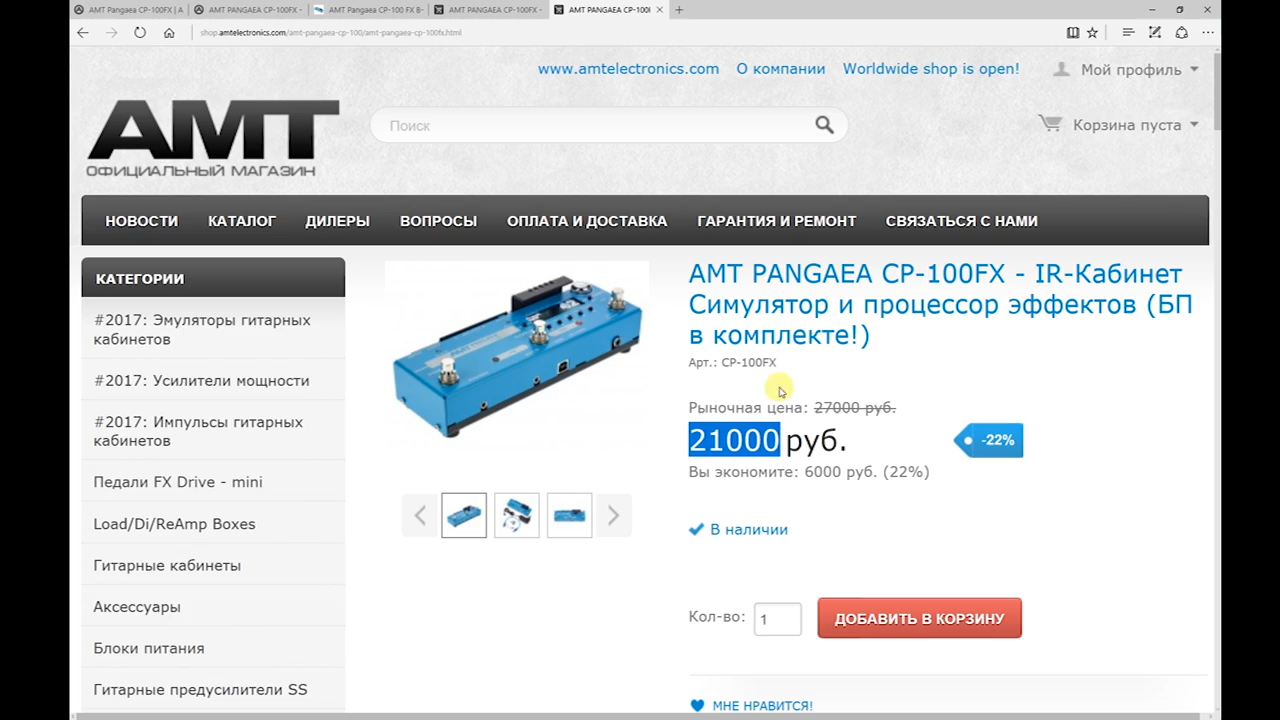 AMT Pangaea CP-100FX | A
AMT PANGAEA CP-100FX -
AMT Pangaea CP-100 FX В-
AMT PANGAEA CP-100FX -
AMT PANGAEA CP-100I
shop.amtelectronics.com/amt-pangaea-cp-100/amt-pangaea-cp-100fx.html
www.amtelectronics.com
О компании
Worldwide shop is open!
Мой профиль
AMT
ОФИЦИАЛЬНЫЙ МАГАЗИН
Поиск
Корзина пуста
НОВОСТИ
КАТАЛОГ
ДИЛЕРЫ
ВОПРОСЫ
ОПЛАТА И ДОСТАВКА
ГАРАНТИЯ И РЕМОНТ
СВЯЗАТЬСЯ С НАМИ
КАТЕГОРИИ
#2017: Эмуляторы гитарных
кабинетов
#2017: Усилители мощности
#2017: Импульсы гитарных
кабинетов
Педали FX Drive - mini
Load/Di/ReAmp Boxes
Гитарные кабинеты
Аксессуары
Блоки питания
Гитарные предусилители SS
AMT PANGAEA CP-100FX - IR-Кабинет
Симулятор и процессор эффектов (БП
в комплекте!)
Арт.: CP-100FX
Рыночная цена: 27000 руб.
21000 руб.
-22%
Вы экономите: 6000 руб. (22%)
В наличии
Кол-во: 1
ДОБАВИТЬ В КОРЗИНУ
МНЕ НРАВИТСЯ!